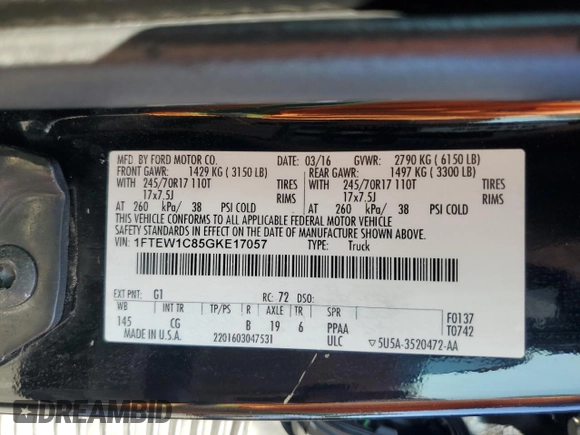 MFD. BY FORD MOTOR CO. DATE: 03/16 GVWR: 2790 KG ( 6150 LB)
FRONT GAWR: 1429 KG ( 3150 LB) REAR GAWR: 1497 KG ( 3300 LB)
WITH 245/70R17 110T TIRES WITH 245/70R17 110T TIRES
17x7.5J RIMS 17x7.5J RIMS
AT 260 kPa/ 38 PSI COLD AT 260 kPa/ 38 PSI COLD
THIS VEHICLE CONFORMS TO ALL APPLICABLE FEDERAL MOTOR VEHICLE
SAFETY STANDARDS IN EFFECT ON THE DATE OF MANUFACTURE SHOWN ABOVE.
VIN: 1FTEW1C85GKE17057 TYPE: Truck
EXT PNT: G1 RC: 72 DSO:
WB INT TR TP/PS R AXLE TR SPR F0137
145 CG B 19 6 PPAA T0742
MADE IN U.S.A. 2201603047531 ULC 5U5A-3520472-AA
DREAMBID